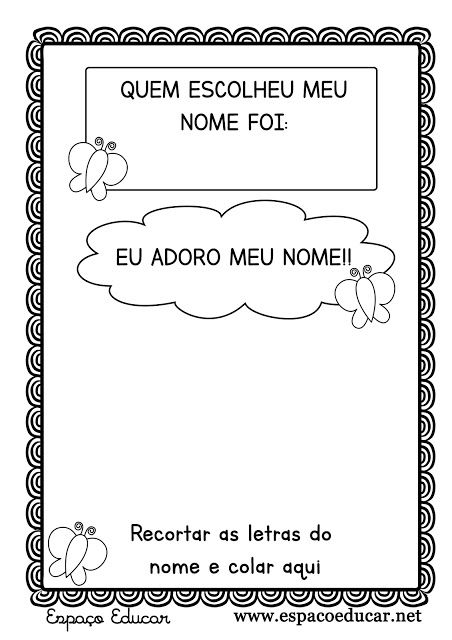 QUEM ESCOLHEU MEU
NOME FOI:
EU ADORO MEU NOME!!
Recortar as letras do
nome e colar aqui
Espaço Educar
www.espacoeducar.net